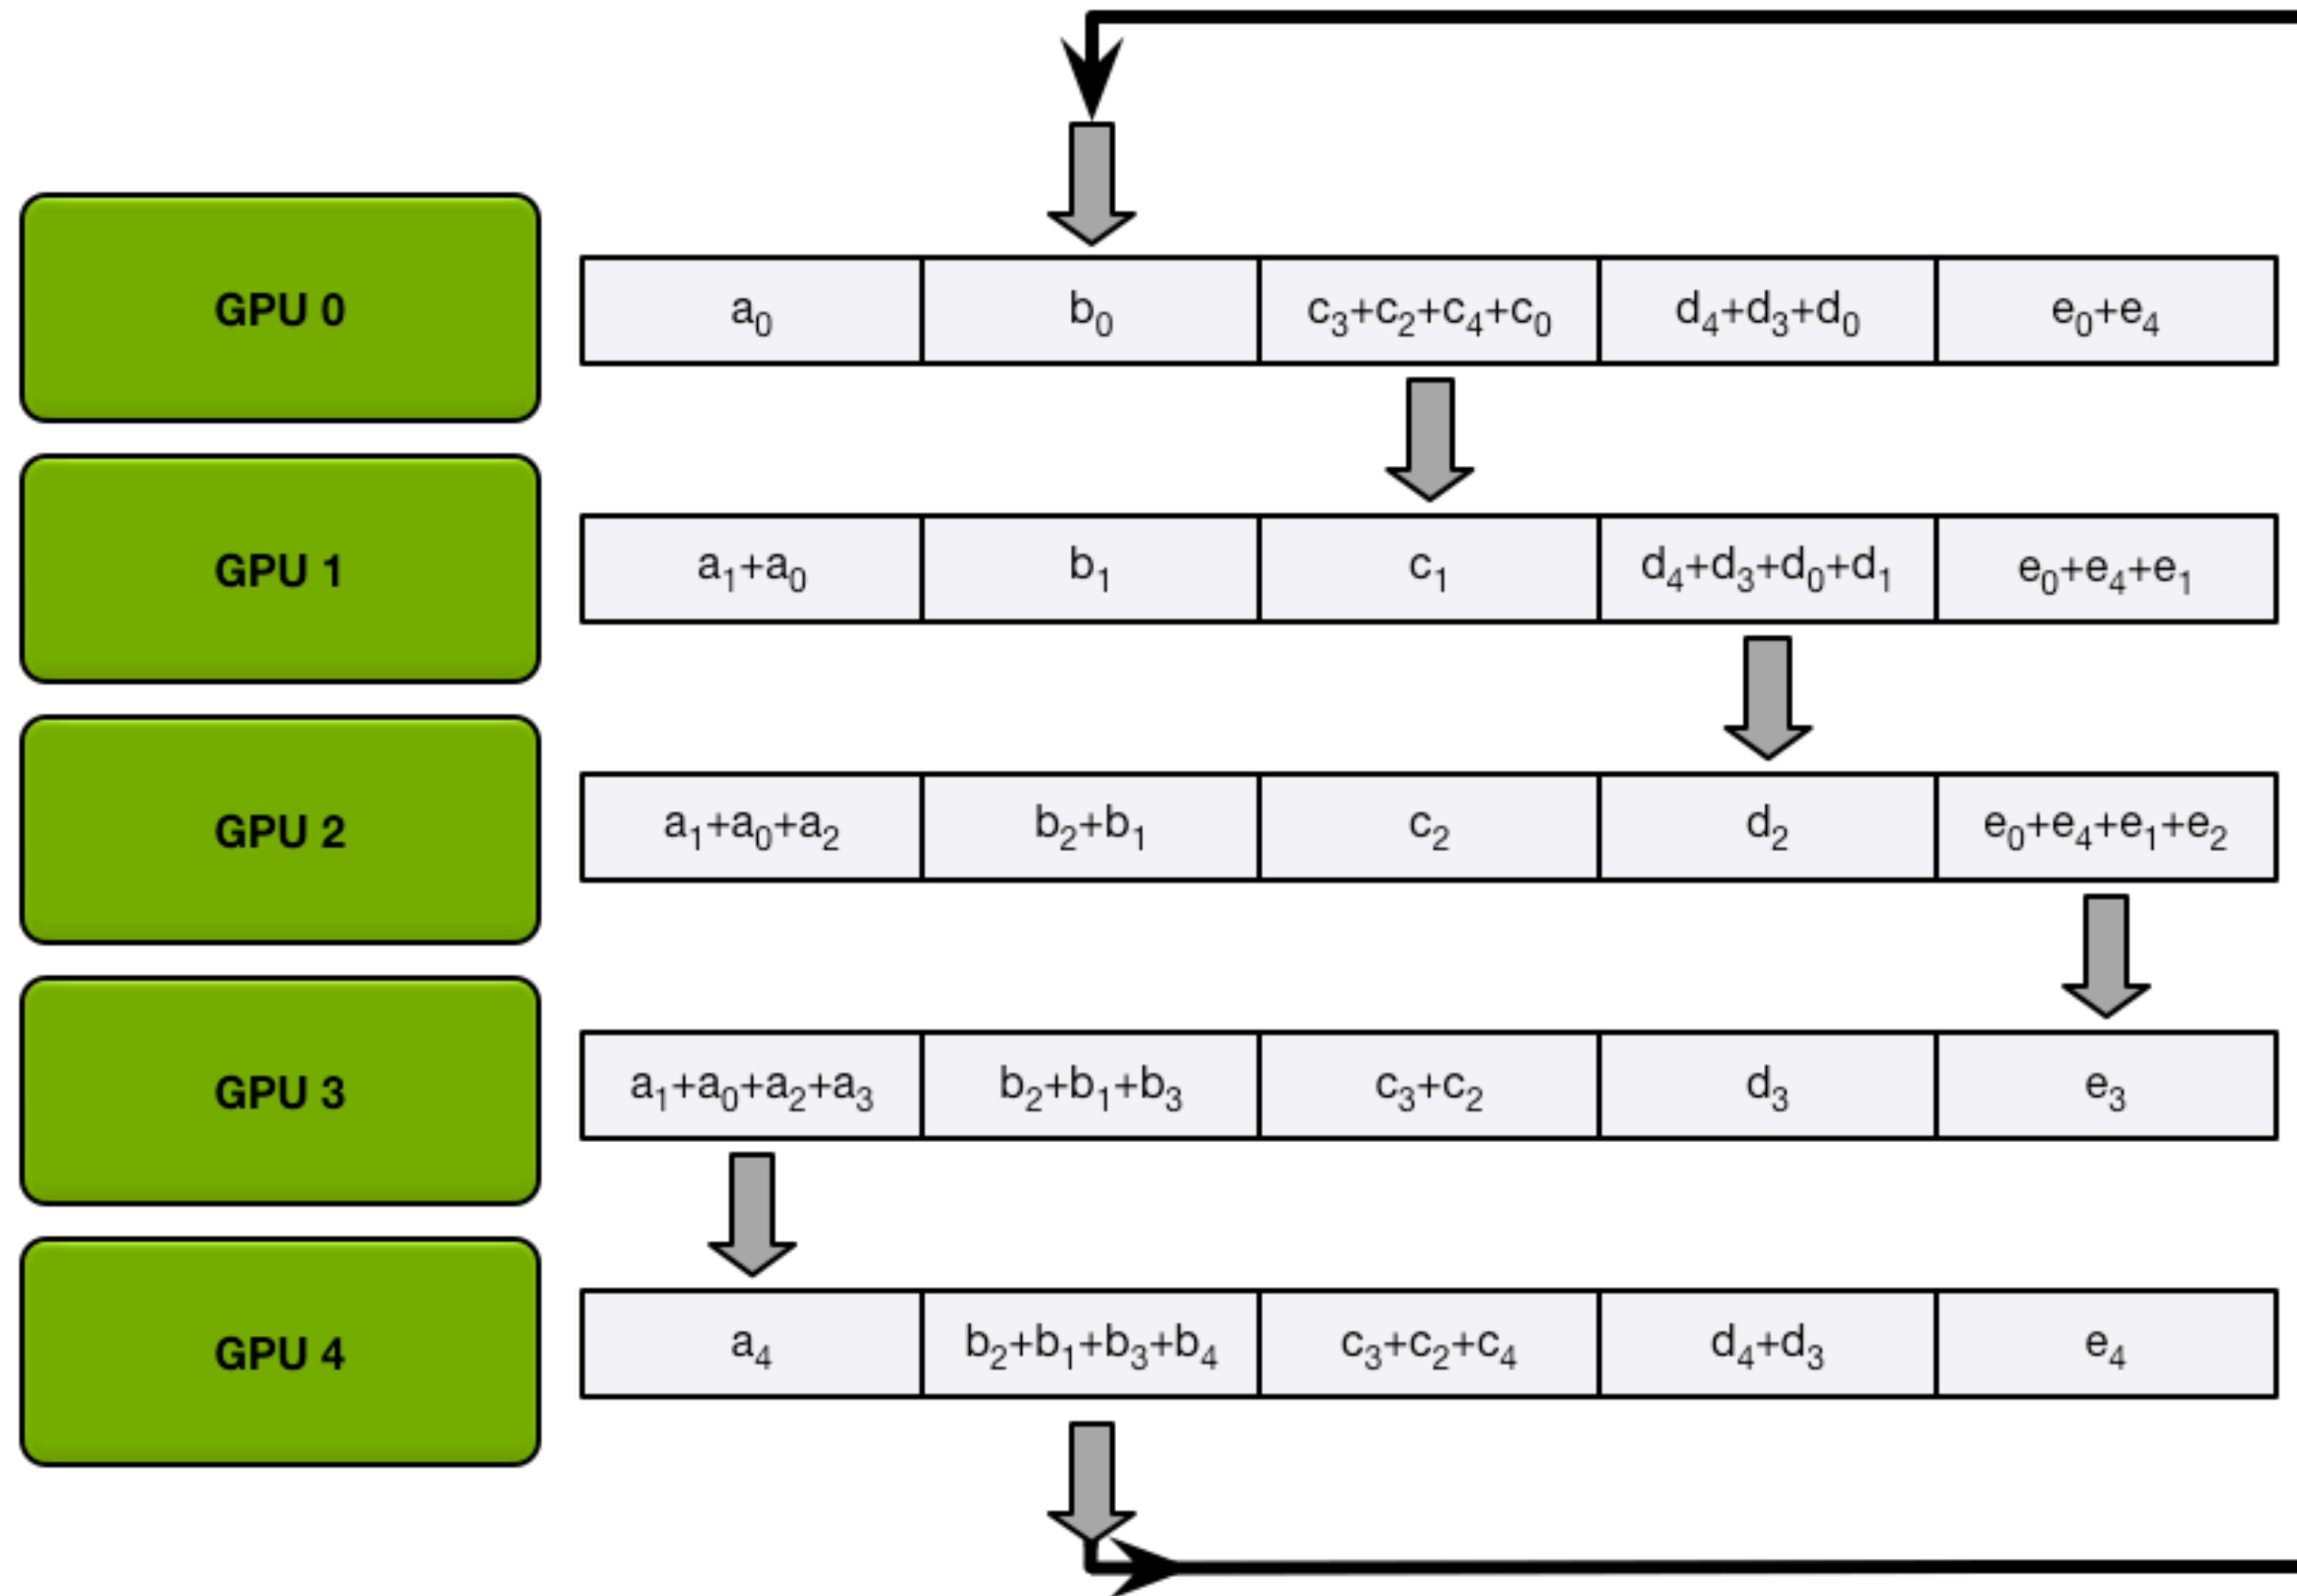 GPU 0 a₀ b₀ c₃+c₂+c₄+c₀ d₄+d₃+d₀ e₀+e₄
GPU 1 a₁+a₀ b₁ c₁ d₄+d₃+d₀+d₁ e₀+e₄+e₁
GPU 2 a₁+a₀+a₂ b₂+b₁ c₂ d₂ e₀+e₄+e₁+e₂
GPU 3 a₁+a₀+a₂+a₃ b₂+b₁+b₃ c₃+c₂ d₃ e₃
GPU 4 a₄ b₂+b₁+b₃+b₄ c₃+c₂+c₄ d₄+d₃ e₄